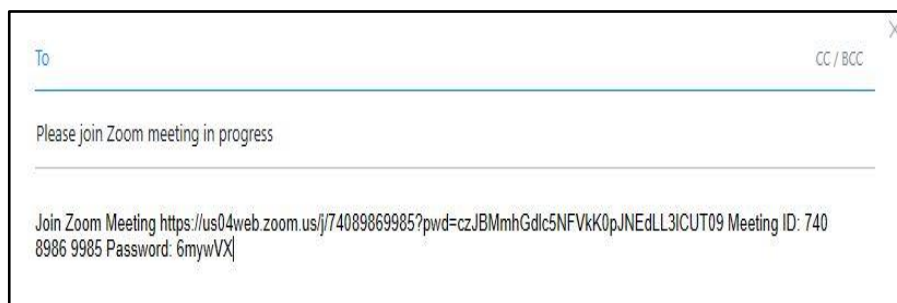 To
CC / BCC
Please join Zoom meeting in progress
Join Zoom Meeting https://us04web.zoom.us/j/74089869985?pwd=czJBMmhGdlc5NFVkK0pJNEdLL3lCUT09 Meeting ID: 740
8986 9985 Password: 6mywVX